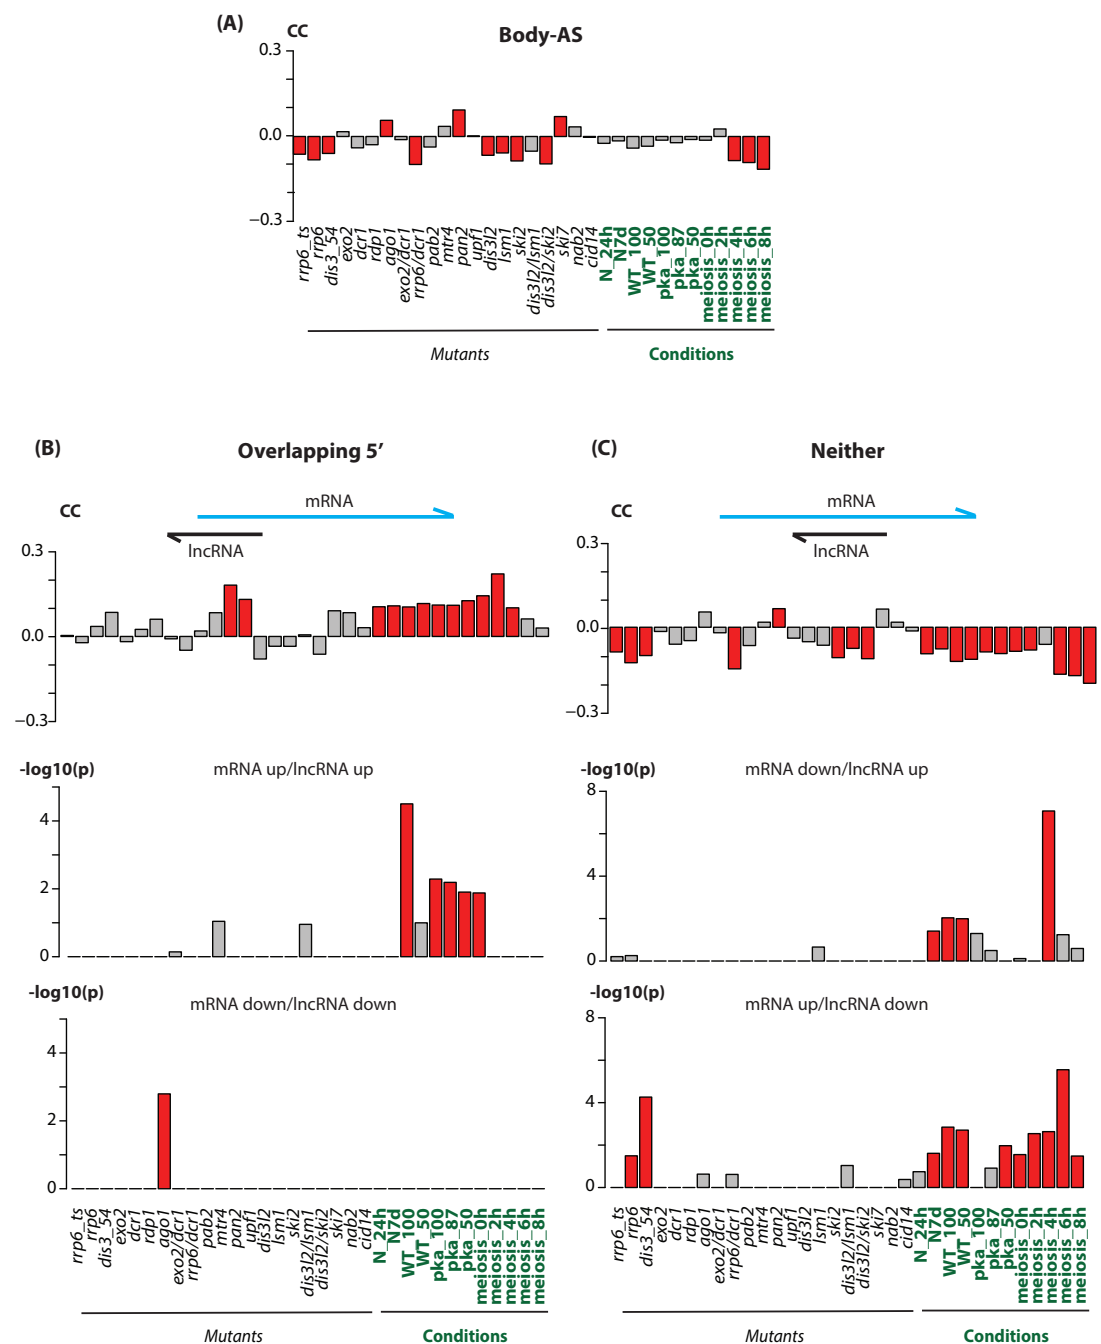 (A)
CC
Body-AS
0.3
0.0
−0.3
rrp6_ts
rrp6
dis3_54
exo2
dcr1
rdp1
ago1
exo2/dcr1
rrp6/dcr1
pab2
mtr4
pan2
upf1
dis3l2
lsm1
ski2
dis3l2/lsm1
dis3l2/ski2
ski7
nab2
cid14
N_24h
N7d
WT_100
WT_50
pka_100
pka_87
pka_50
meiosis_0h
meiosis_2h
meiosis_4h
meiosis_6h
meiosis_8h
Mutants
Conditions
(B)
Overlapping 5′
CC
mRNA
lncRNA
0.3
0.0
−0.3
-log10(p)
mRNA up/lncRNA up
4
2
0
-log10(p)
mRNA down/lncRNA down
4
2
0
rrp6_ts
rrp6
dis3_54
exo2
dcr1
rdp1
ago1
exo2/dcr1
rrp6/dcr1
pab2
mtr4
pan2
upf1
dis3l2
lsm1
ski2
dis3l2/lsm1
dis3l2/ski2
ski7
nab2
cid14
N_24h
N7d
WT_100
WT_50
pka_100
pka_87
pka_50
meiosis_0h
meiosis_2h
meiosis_4h
meiosis_6h
meiosis_8h
Mutants
Conditions
(C)
Neither
CC
mRNA
lncRNA
0.3
0.0
−0.3
-log10(p)
mRNA down/lncRNA up
8
4
0
-log10(p)
mRNA up/lncRNA down
8
4
0
rrp6_ts
rrp6
dis3_54
exo2
dcr1
rdp1
ago1
exo2/dcr1
rrp6/dcr1
pab2
mtr4
pan2
upf1
dis3l2
lsm1
ski2
dis3l2/lsm1
dis3l2/ski2
ski7
nab2
cid14
N_24h
N7d
WT_100
WT_50
pka_100
pka_87
pka_50
meiosis_0h
meiosis_2h
meiosis_4h
meiosis_6h
meiosis_8h
Mutants
Conditions